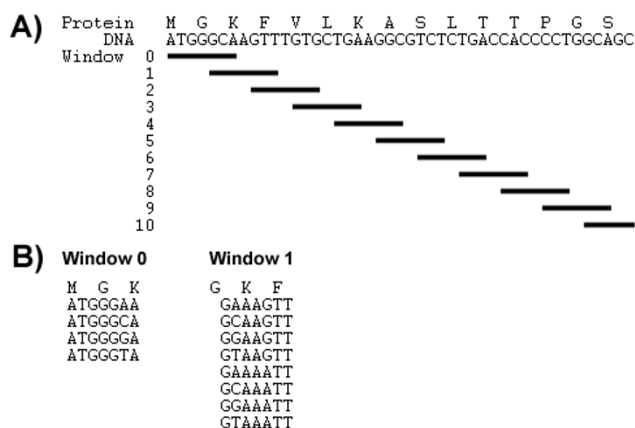 A)
Protein M G K F V L K A S L T T P G S
DNA ATGGGCAAGTTTGTGCTGAAGGCGTCTCTGACCACCCCTGGCAGC
Window 0
1
2
3
4
5
6
7
8
9
10
B) Window 0 Window 1
M G K G K F
ATGGGAA GAAAGTT
ATGGGCA GCAAGTT
ATGGGGA GGAAGTT
ATGGGTA GTAAGTT
GAAAATT
GCAAATT
GGAAATT
GTAAATT